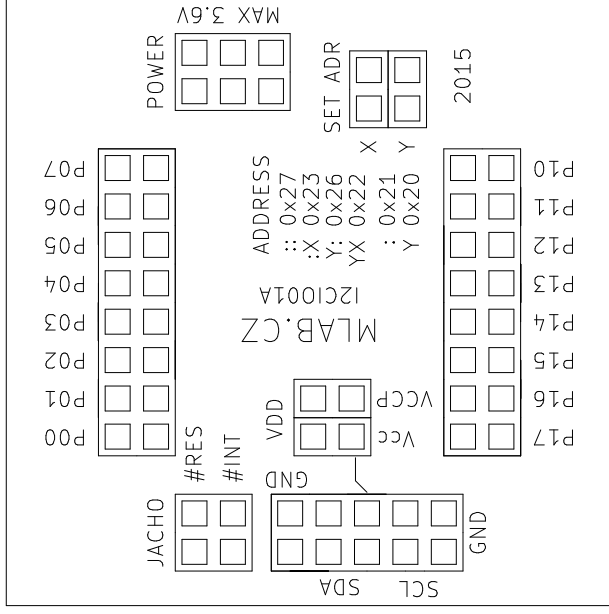 MAX 3.6V
POWER
SET ADR
2015
X
Y
ADDRESS
:: 0x27
:X 0x23
Y: 0x26
YX 0x22
: 0x21
Y 0x20
P07
P06
P05
P04
P03
P02
P01
P00
P10
P11
P12
P13
P14
P15
P16
P17
I2CIO01A
MLAB.CZ
VDD
VCCP
Vcc
#RES
#INT
GND
JACHO
GND
SDA
SCL